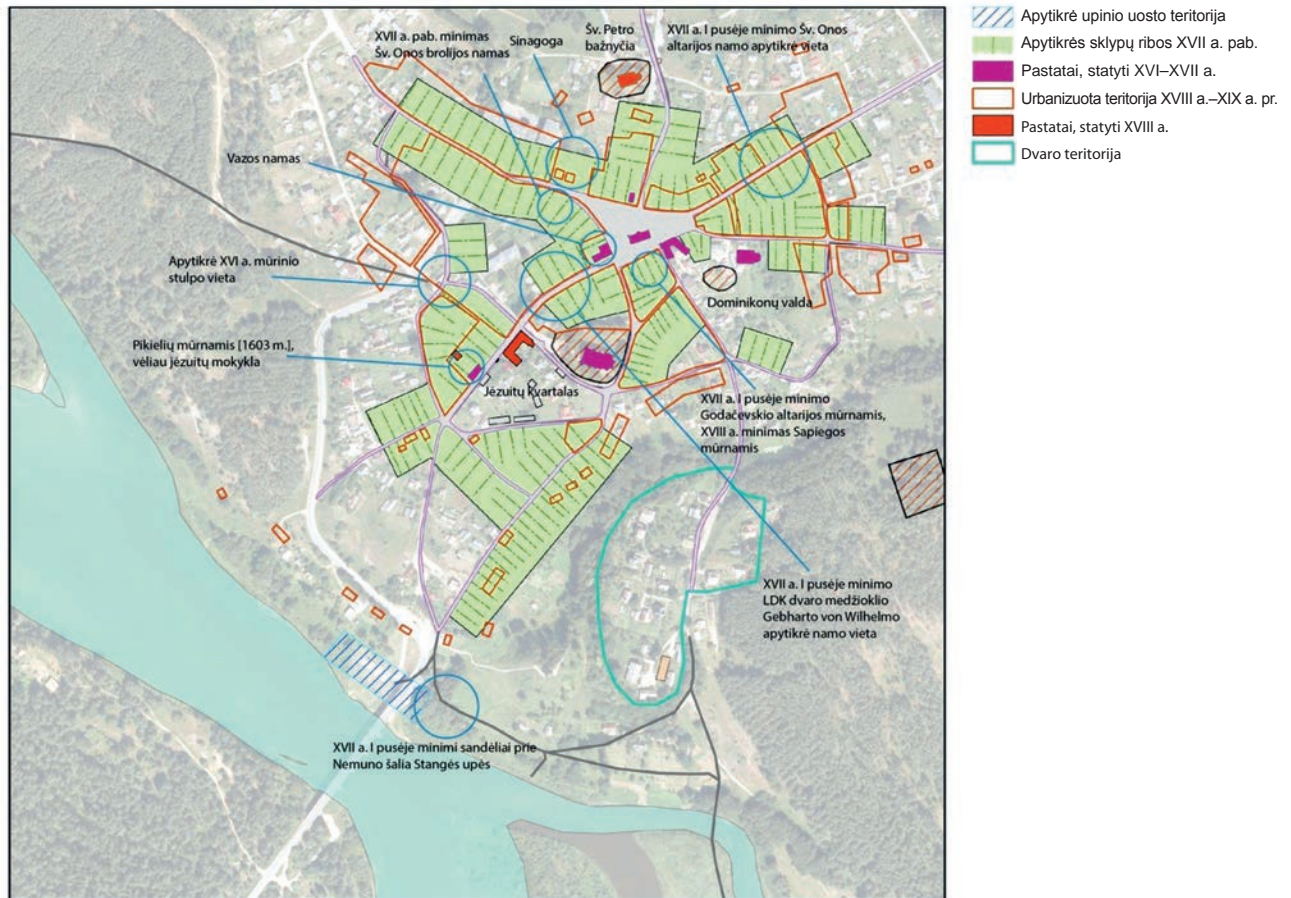 XVII a. pab. minimas
Šv. Onos brolijos namas
Sinagoga
Šv. Petro
bažnyčia
XVII a. I pusėje minimo Šv. Onos
altarijos namo apytikrė vieta
Vazos namas
Apytikrė XVI a. mūrinio
stulpo vieta
Pikielių mūrnamis [1603 m.],
vėliau jėzuitų mokykla
Jėzuitų kvartalas
Dominikonų valda
XVII a. I pusėje minimo
Godačevskio altarijos mūrnamis,
XVIII a. minimas Sapiegos
mūrnamis
XVII a. I pusėje minimo
LDK dvaro medžioklio
Gebharto von Wilhelmo
apytikrė namo vieta
XVII a. I pusėje minimi sandėliai prie
Nemuno šalia Stangės upės
Apytikrė upinio uosto teritorija
Apytikrės sklypų ribos XVII a. pab.
Pastatai, statyti XVI–XVII a.
Urbanizuota teritorija XVIII a.–XIX a. pr.
Pastatai, statyti XVIII a.
Dvaro teritorija